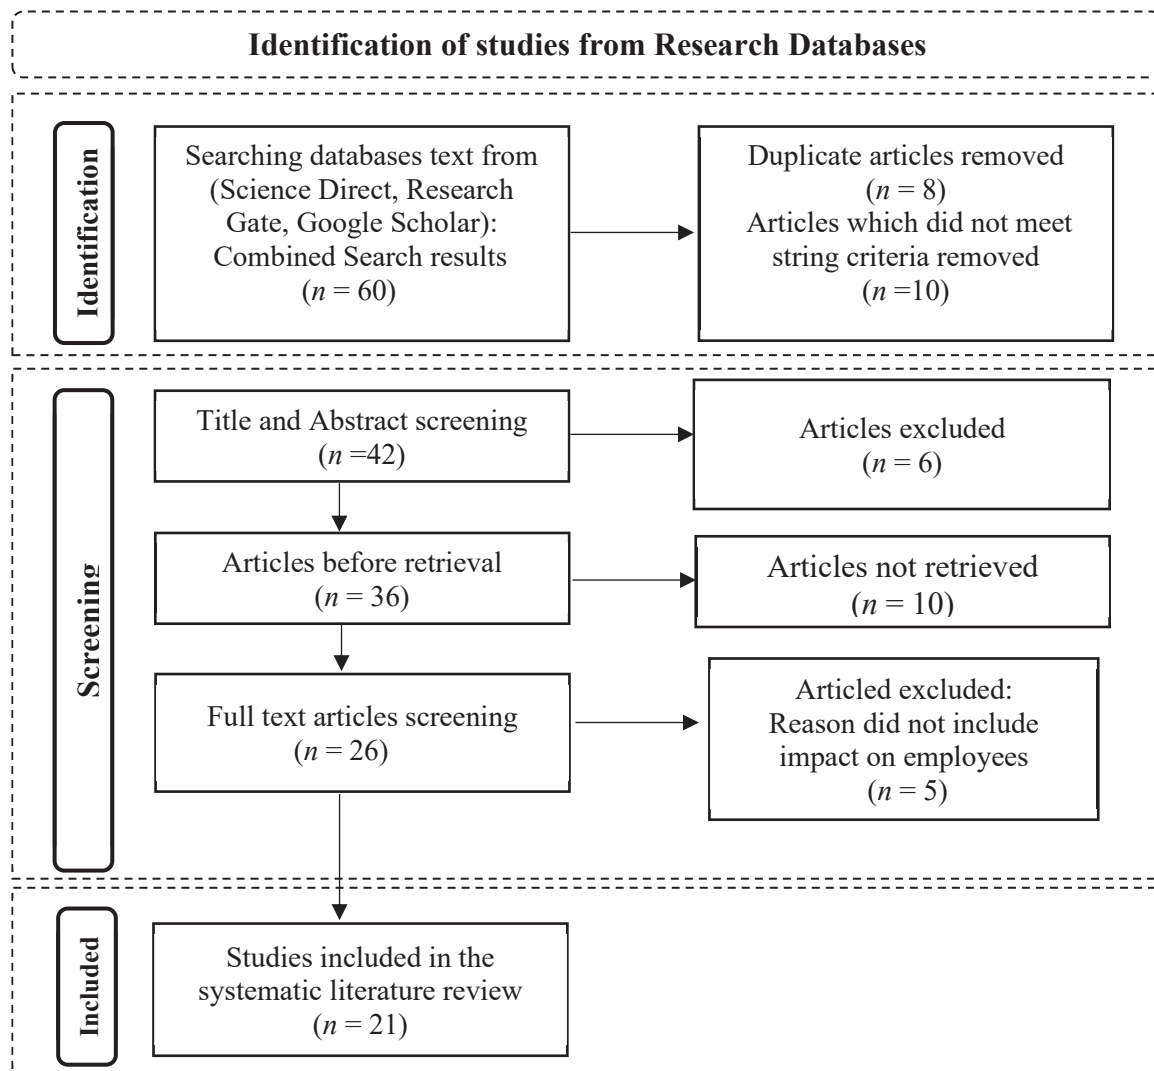 Identification of studies from Research Databases
Identification
Searching databases text from
(Science Direct, Research
Gate, Google Scholar):
Combined Search results
(n = 60)
Duplicate articles removed
(n = 8)
Articles which did not meet
string criteria removed
(n =10)
Screening
Title and Abstract screening
(n =42)
Articles excluded
(n = 6)
Articles before retrieval
(n = 36)
Articles not retrieved
(n = 10)
Full text articles screening
(n = 26)
Articled excluded:
Reason did not include
impact on employees
(n = 5)
Included
Studies included in the
systematic literature review
(n = 21)